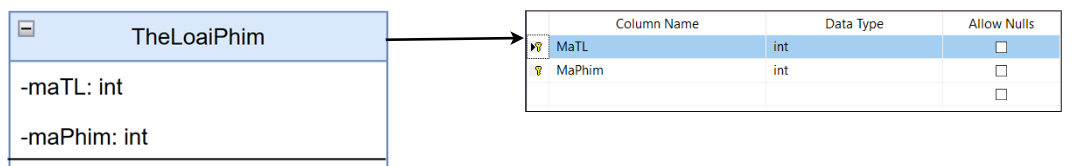 TheLoaiPhim
-maTL: int
-maPhim: int
Column Name Data Type Allow Nulls
MaTL int
MaPhim int